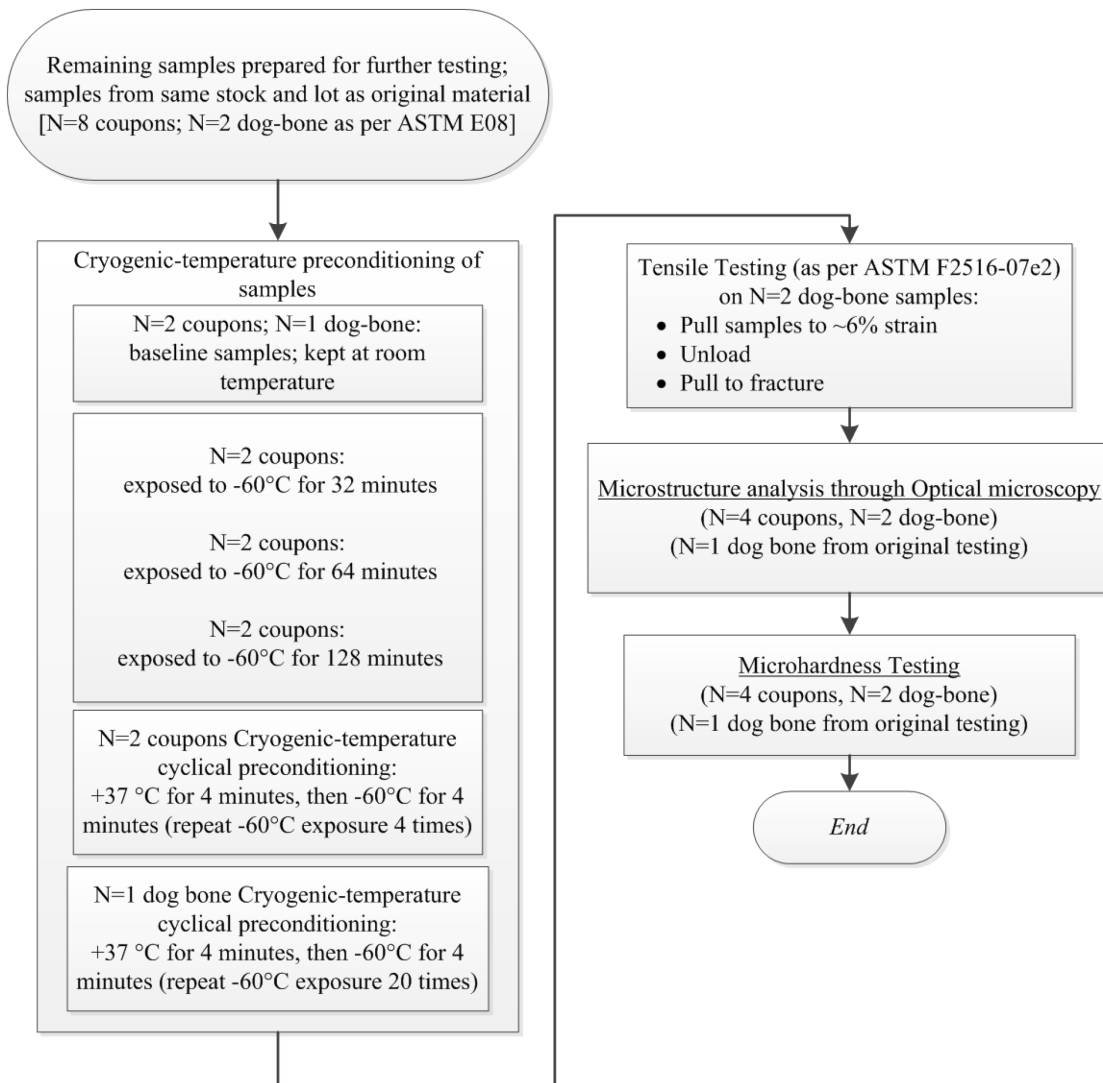 Remaining samples prepared for further testing;
samples from same stock and lot as original material
[N=8 coupons; N=2 dog-bone as per ASTM E08]
Cryogenic-temperature preconditioning of
samples
N=2 coupons; N=1 dog-bone:
baseline samples; kept at room
temperature
N=2 coupons:
exposed to -60°C for 32 minutes
N=2 coupons:
exposed to -60°C for 64 minutes
N=2 coupons:
exposed to -60°C for 128 minutes
N=2 coupons Cryogenic-temperature
cyclical preconditioning:
+37 °C for 4 minutes, then -60°C for 4
minutes (repeat -60°C exposure 4 times)
N=1 dog bone Cryogenic-temperature
cyclical preconditioning:
+37 °C for 4 minutes, then -60°C for 4
minutes (repeat -60°C exposure 20 times)
Tensile Testing (as per ASTM F2516-07e2)
on N=2 dog-bone samples:
• Pull samples to ~6% strain
• Unload
• Pull to fracture
Microstructure analysis through Optical microscopy
(N=4 coupons, N=2 dog-bone)
(N=1 dog bone from original testing)
Microhardness Testing
(N=4 coupons, N=2 dog-bone)
(N=1 dog bone from original testing)
End